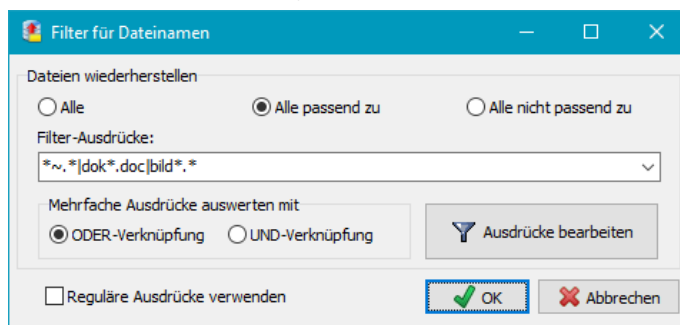 Filter für Dateinamen
Dateien wiederherstellen
Alle
Alle passend zu
Alle nicht passend zu
Filter-Ausdrücke:
*~.*|dok*.doc|bild*.*
Mehrfache Ausdrücke auswerten mit
ODER-Verknüpfung
UND-Verknüpfung
Ausdrücke bearbeiten
Reguläre Ausdrücke verwenden
OK
Abbrechen